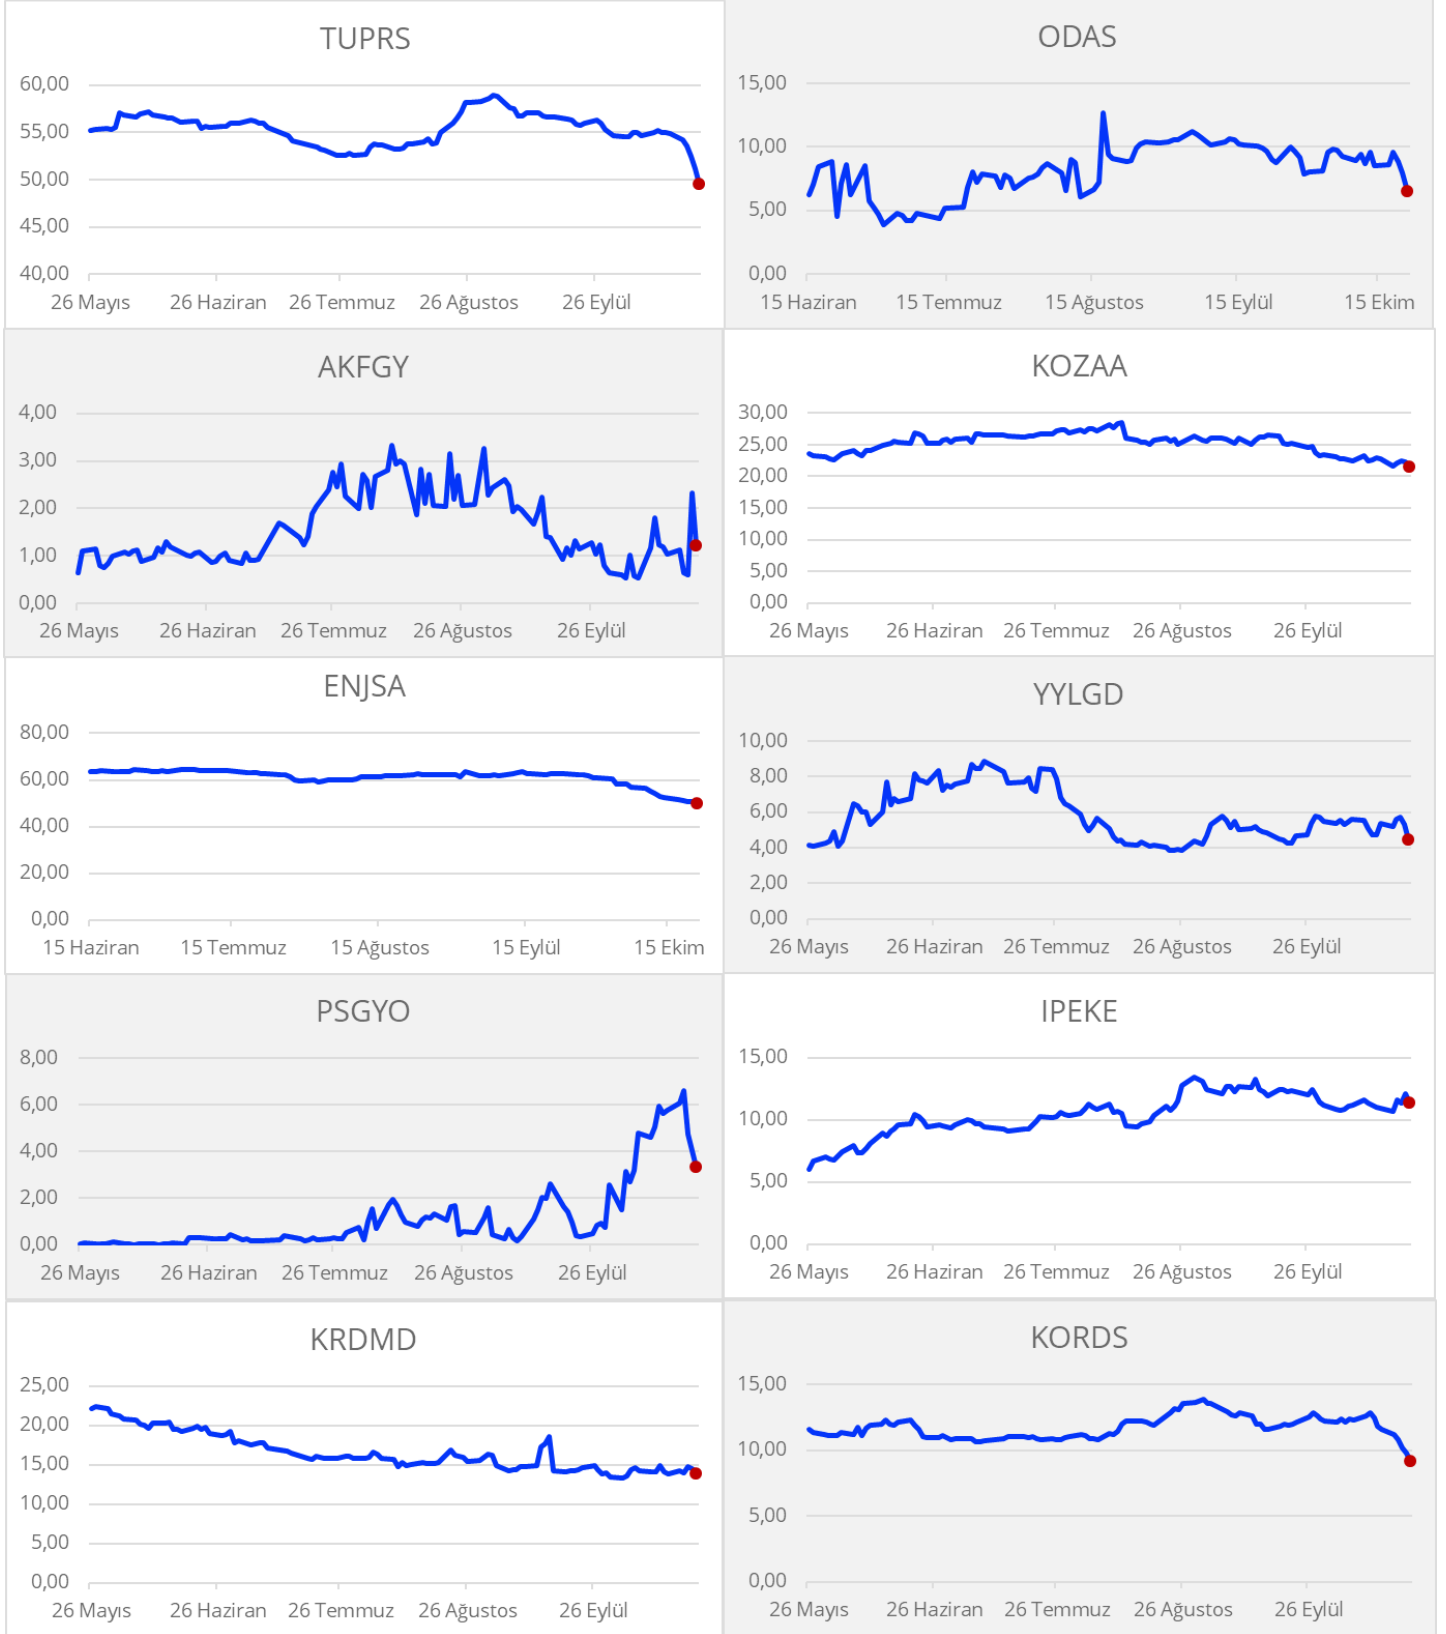 TUPRS
60,00
55,00
50,00
45,00
40,00
26 Mayıs 26 Haziran 26 Temmuz 26 Ağustos 26 Eylül
ODAS
15,00
10,00
5,00
0,00
15 Haziran 15 Temmuz 15 Ağustos 15 Eylül 15 Ekim
AKFGY
4,00
3,00
2,00
1,00
0,00
26 Mayıs 26 Haziran 26 Temmuz 26 Ağustos 26 Eylül
KOZAA
30,00
25,00
20,00
15,00
10,00
5,00
0,00
26 Mayıs 26 Haziran 26 Temmuz 26 Ağustos 26 Eylül
ENJSA
80,00
60,00
40,00
20,00
0,00
15 Haziran 15 Temmuz 15 Ağustos 15 Eylül 15 Ekim
YYLGD
10,00
8,00
6,00
4,00
2,00
0,00
26 Mayıs 26 Haziran 26 Temmuz 26 Ağustos 26 Eylül
PSGYO
8,00
6,00
4,00
2,00
0,00
26 Mayıs 26 Haziran 26 Temmuz 26 Ağustos 26 Eylül
IPEKE
15,00
10,00
5,00
0,00
26 Mayıs 26 Haziran 26 Temmuz 26 Ağustos 26 Eylül
KRDMD
25,00
20,00
15,00
10,00
5,00
0,00
26 Mayıs 26 Haziran 26 Temmuz 26 Ağustos 26 Eylül
KORDS
15,00
10,00
5,00
0,00
26 Mayıs 26 Haziran 26 Temmuz 26 Ağustos 26 Eylül